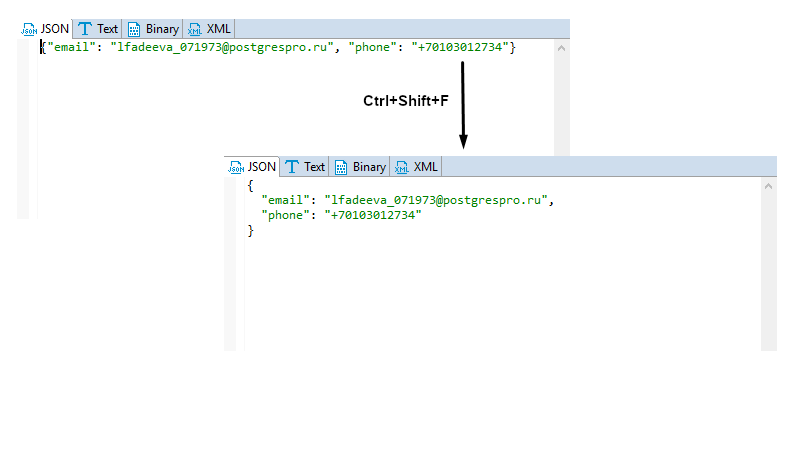 JSON Text Binary XML
{"email": "lfadeeva_071973@postgrespro.ru", "phone": "+70103012734"}
Ctrl+Shift+F
JSON Text Binary XML
{
  "email": "lfadeeva_071973@postgrespro.ru",
  "phone": "+70103012734"
}